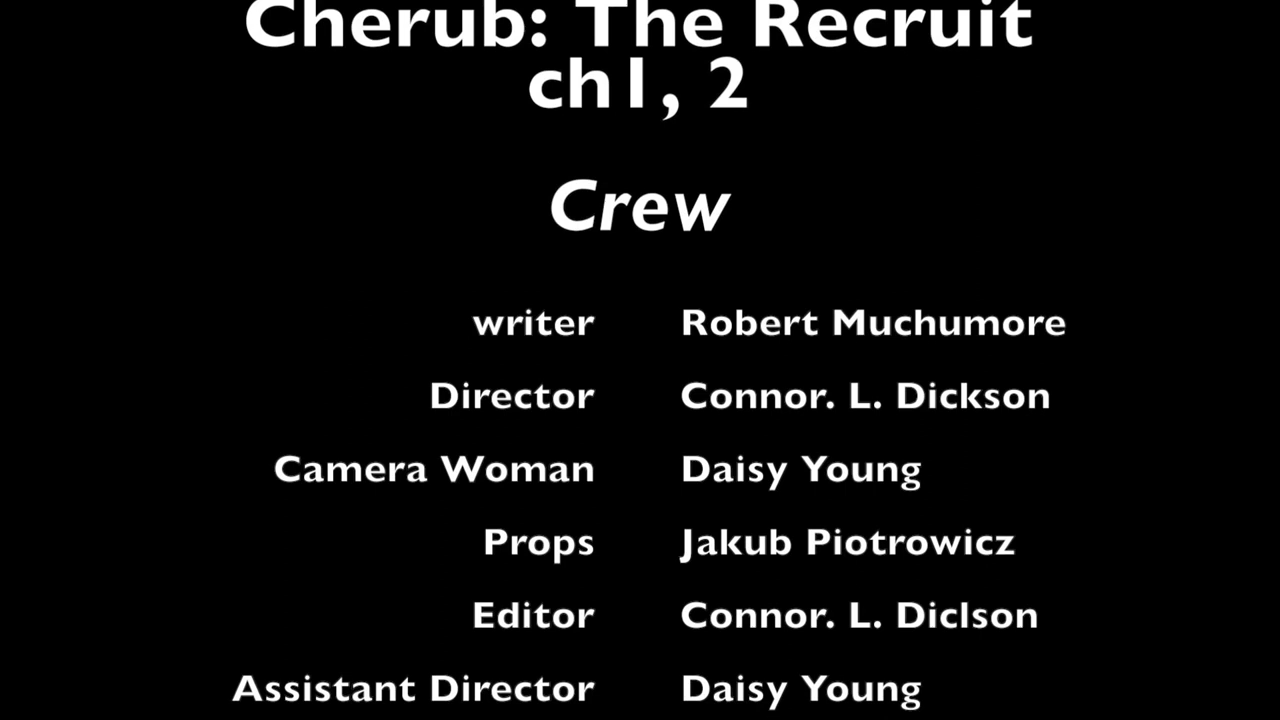 Cherub: The Recruit
ch1, 2
Crew
writer Robert Muchumore
Director Connor. L. Dickson
Camera Woman Daisy Young
Props Jakub Piotrowicz
Editor Connor. L. Diclson
Assistant Director Daisy Young